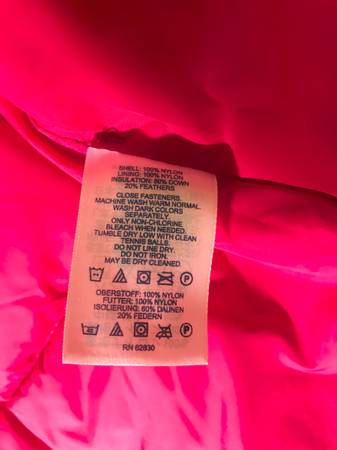 SHELL: 100% NYLON
LINING: 100% NYLON
INSULATION: 80% DOWN
20% FEATHERS
CLOSE FASTENERS.
MACHINE WASH WARM NORMAL.
WASH DARK COLORS
SEPARATELY.
ONLY NON-CHLOR
BLEACH WHEN NEEDED.
TUMBLE DRY LOW WITH CLEAN
TENNIS BALLS.
DO NOT LINE DRY.
DO NOT IRON.
MAY BE DRY CLEANED.
P
OBERSTOFF: 100% NYLON
FUTTER: 100% NYLON
ISOLIERUNG: 80% DAUNEN
20% FEDERN
P
RN 62830